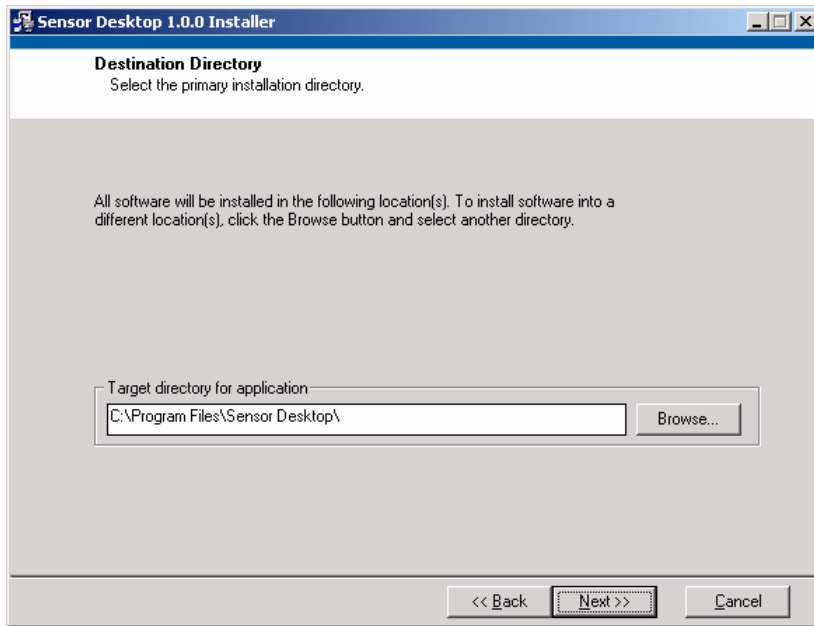 Sensor Desktop 1.0.0 Installer
Destination Directory
Select the primary installation directory.
All software will be installed in the following location(s). To install software into a
different location(s), click the Browse button and select another directory.
Target directory for application
C:\Program Files\Sensor Desktop\
Browse...
<< Back
Next >>
Cancel